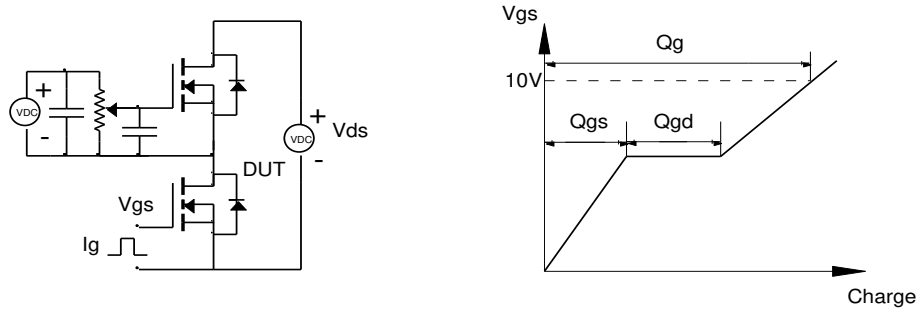 +
VDC
-
+
VDC
Vds
-
DUT
Vgs
Ig
Vgs
Qg
10V
Qgs
Qgd
Charge